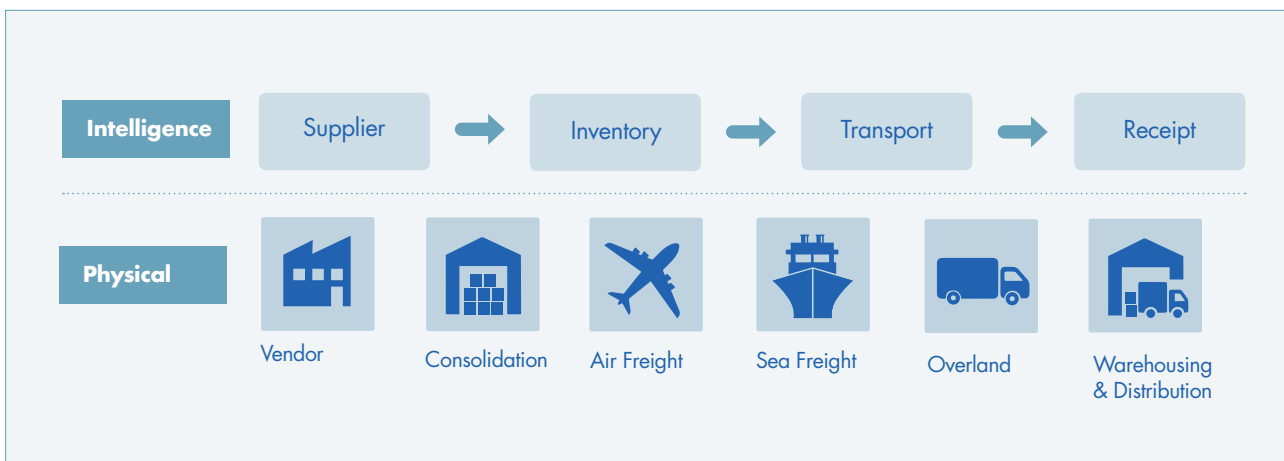 Intelligence
Supplier
Inventory
Transport
Receipt
Physical
Vendor
Consolidation
Air Freight
Sea Freight
Overland
Warehousing
& Distribution